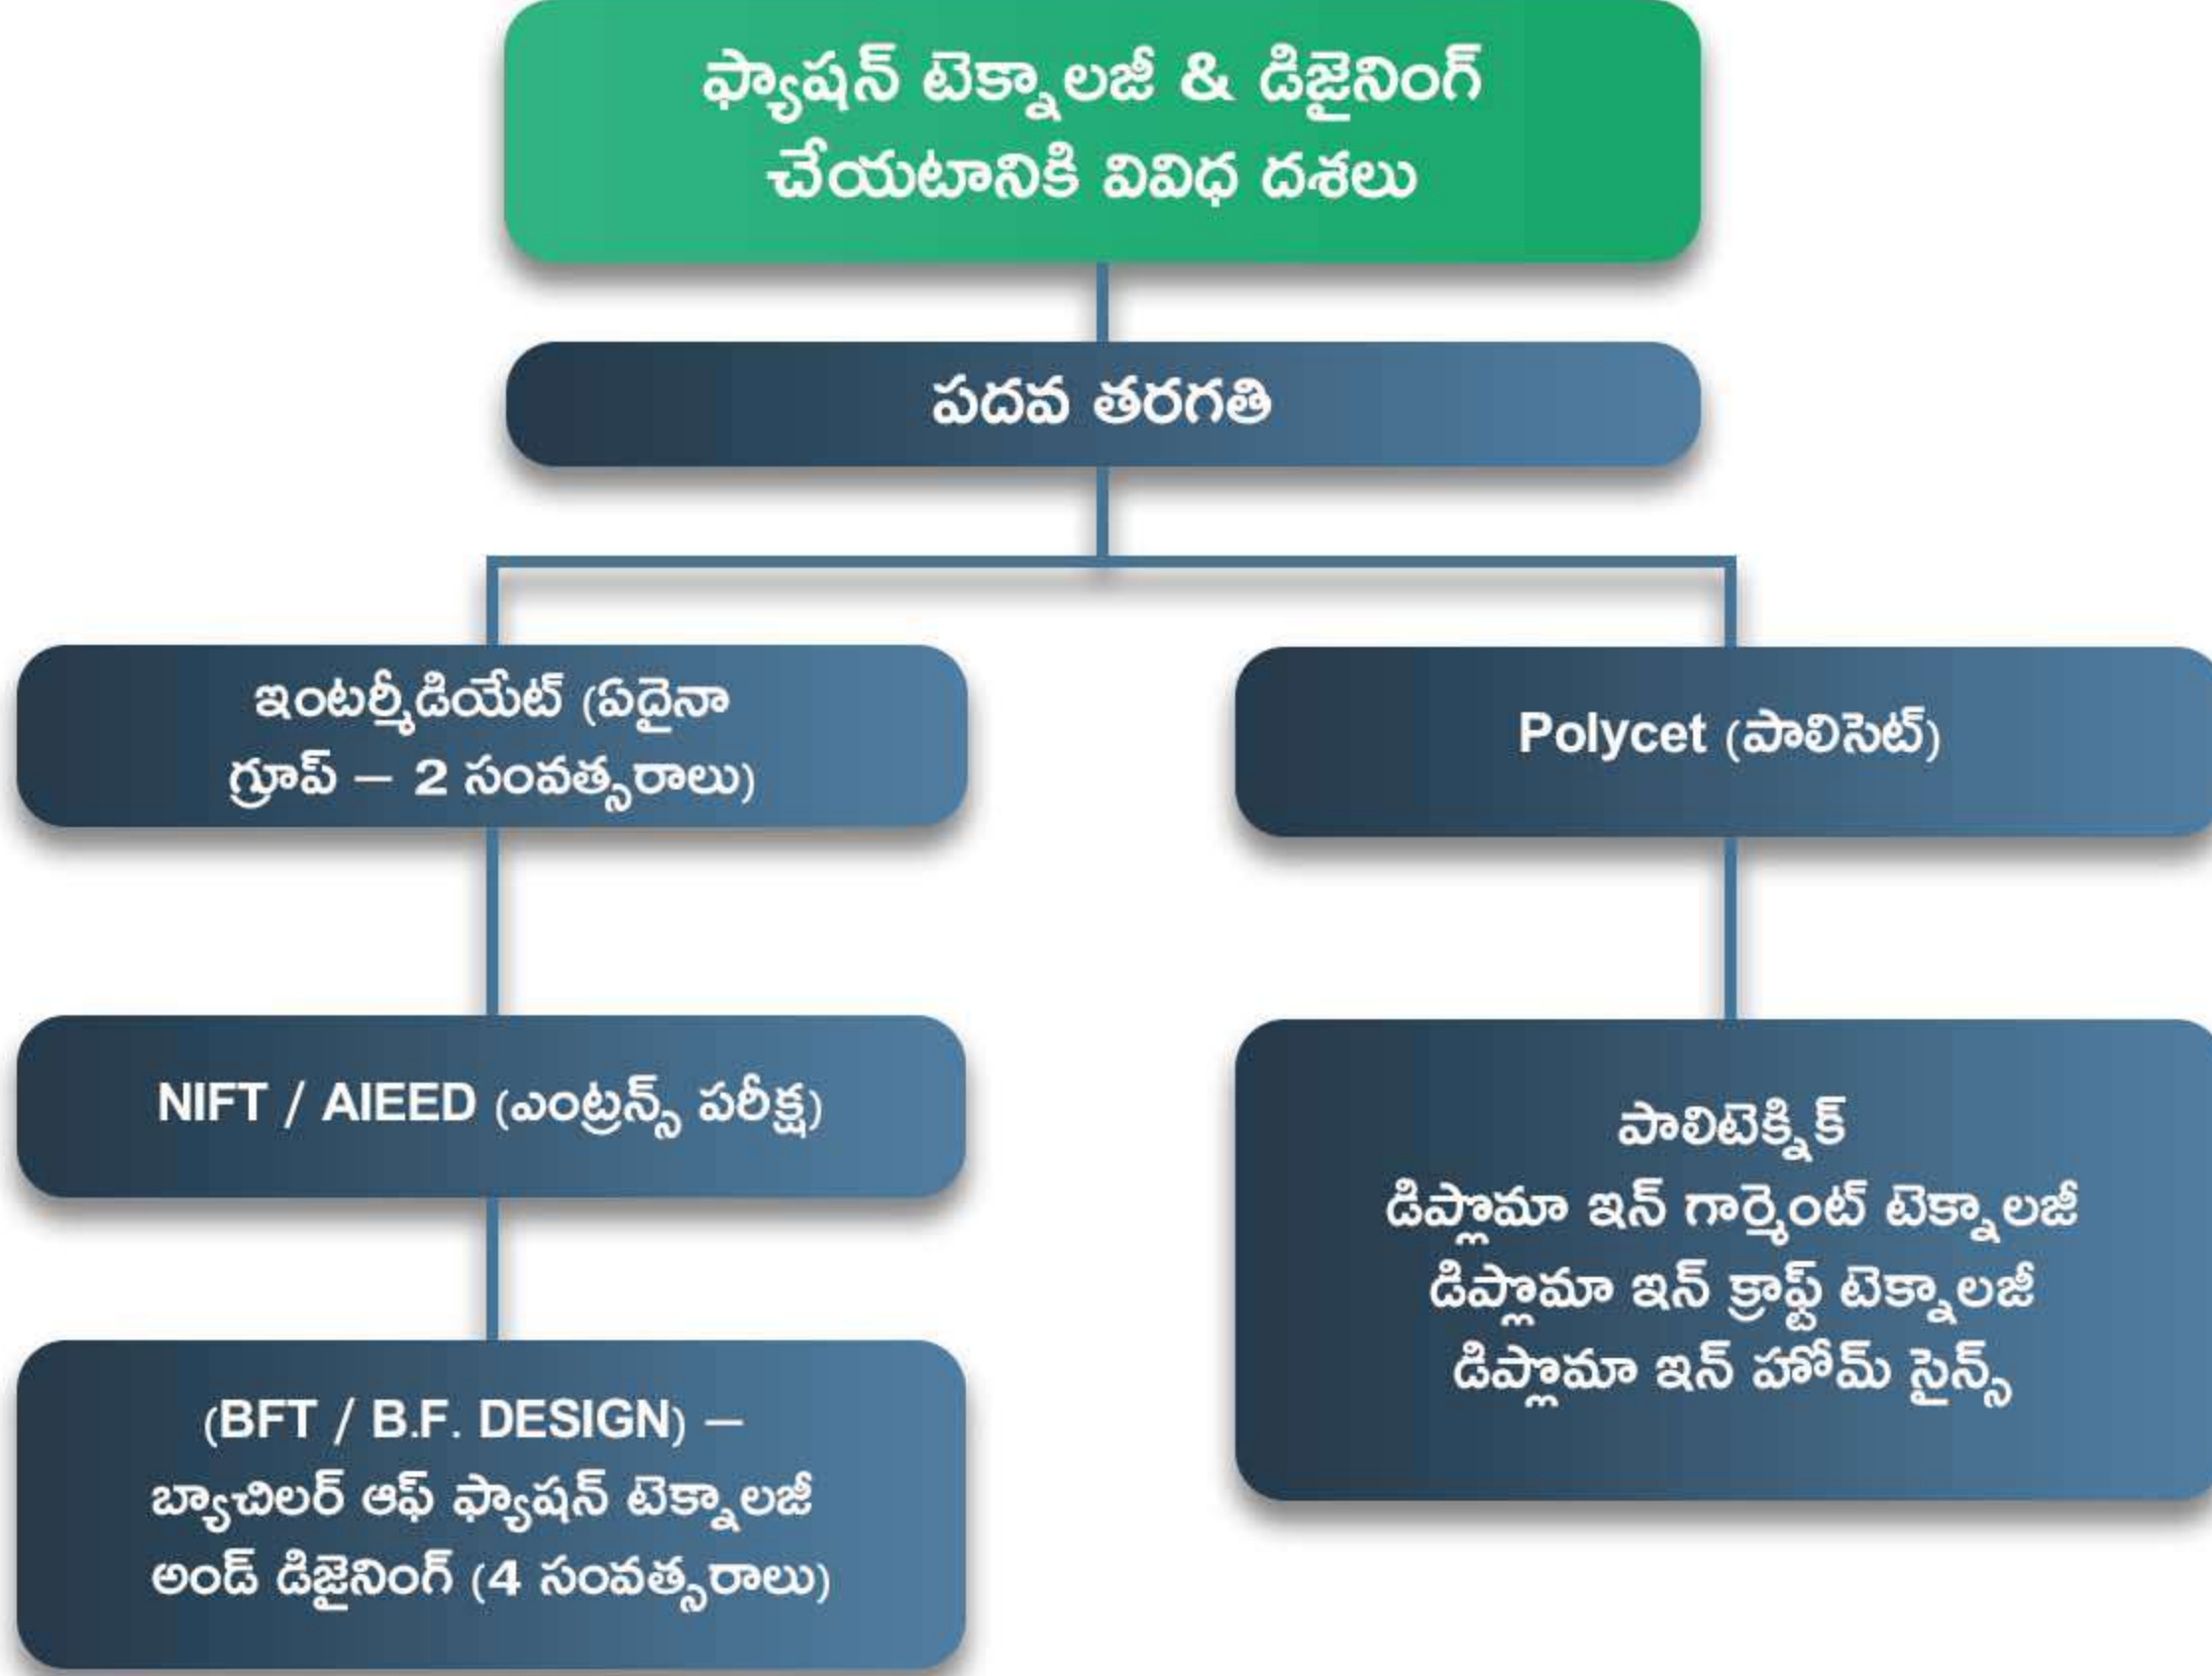 ఫ్యాషన్ టెక్నాలజీ & డిజైనింగ్
చేయటానికి వివిధ దశలు
పదవ తరగతి
ఇంటర్మీడియేట్ (ఏదైనా
గ్రూప్ – 2 సంవత్సరాలు)
Polycet (పాలిసెట్)
NIFT / AIEED (ఎంట్రన్స్ పరీక్ష)
పాలిటెక్నిక్
డిప్లొమా ఇన్ గార్మెంట్ టెక్నాలజీ
డిప్లొమా ఇన్ క్రాఫ్ట్ టెక్నాలజీ
డిప్లొమా ఇన్ హోమ్ సైన్స్
(BFT / B.F. DESIGN) –
బ్యాచిలర్ ఆఫ్ ఫ్యాషన్ టెక్నాలజీ
అండ్ డిజైనింగ్ (4 సంవత్సరాలు)